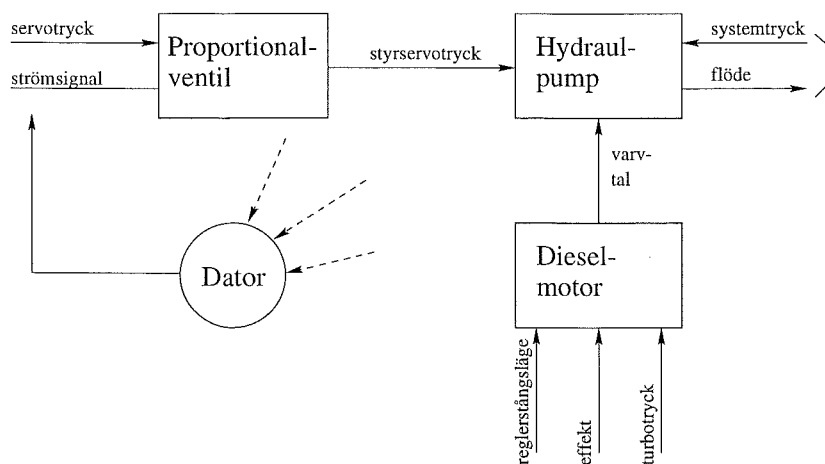 servotryck
strömsignal
Proportional-
ventil
styrservotryck
Hydraul-
pump
systemtryck
flöde
varv-
tal
Dator
Diesel-
motor
reglerstångsläge
effekt
turbotryck